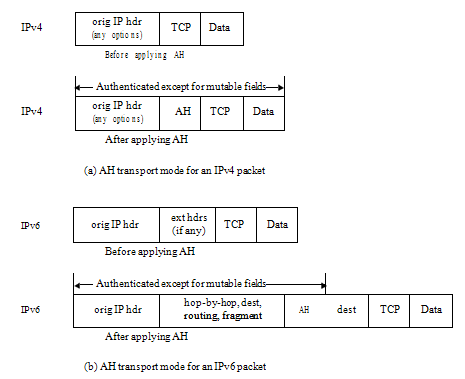 IPv4 orig IP hdr TCP Data
(any options)
Before applying AH
Authenticated except for mutable fields
IPv4 orig IP hdr AH TCP Data
(any options)
After applying AH
(a) AH transport mode for an IPv4 packet
IPv6 orig IP hdr ext hdrs TCP Data
(if any)
Before applying AH
Authenticated except for mutable fields
IPv6 orig IP hdr hop-by-hop, dest, AH dest TCP Data
routing, fragment
After applying AH
(b) AH transport mode for an IPv6 packet